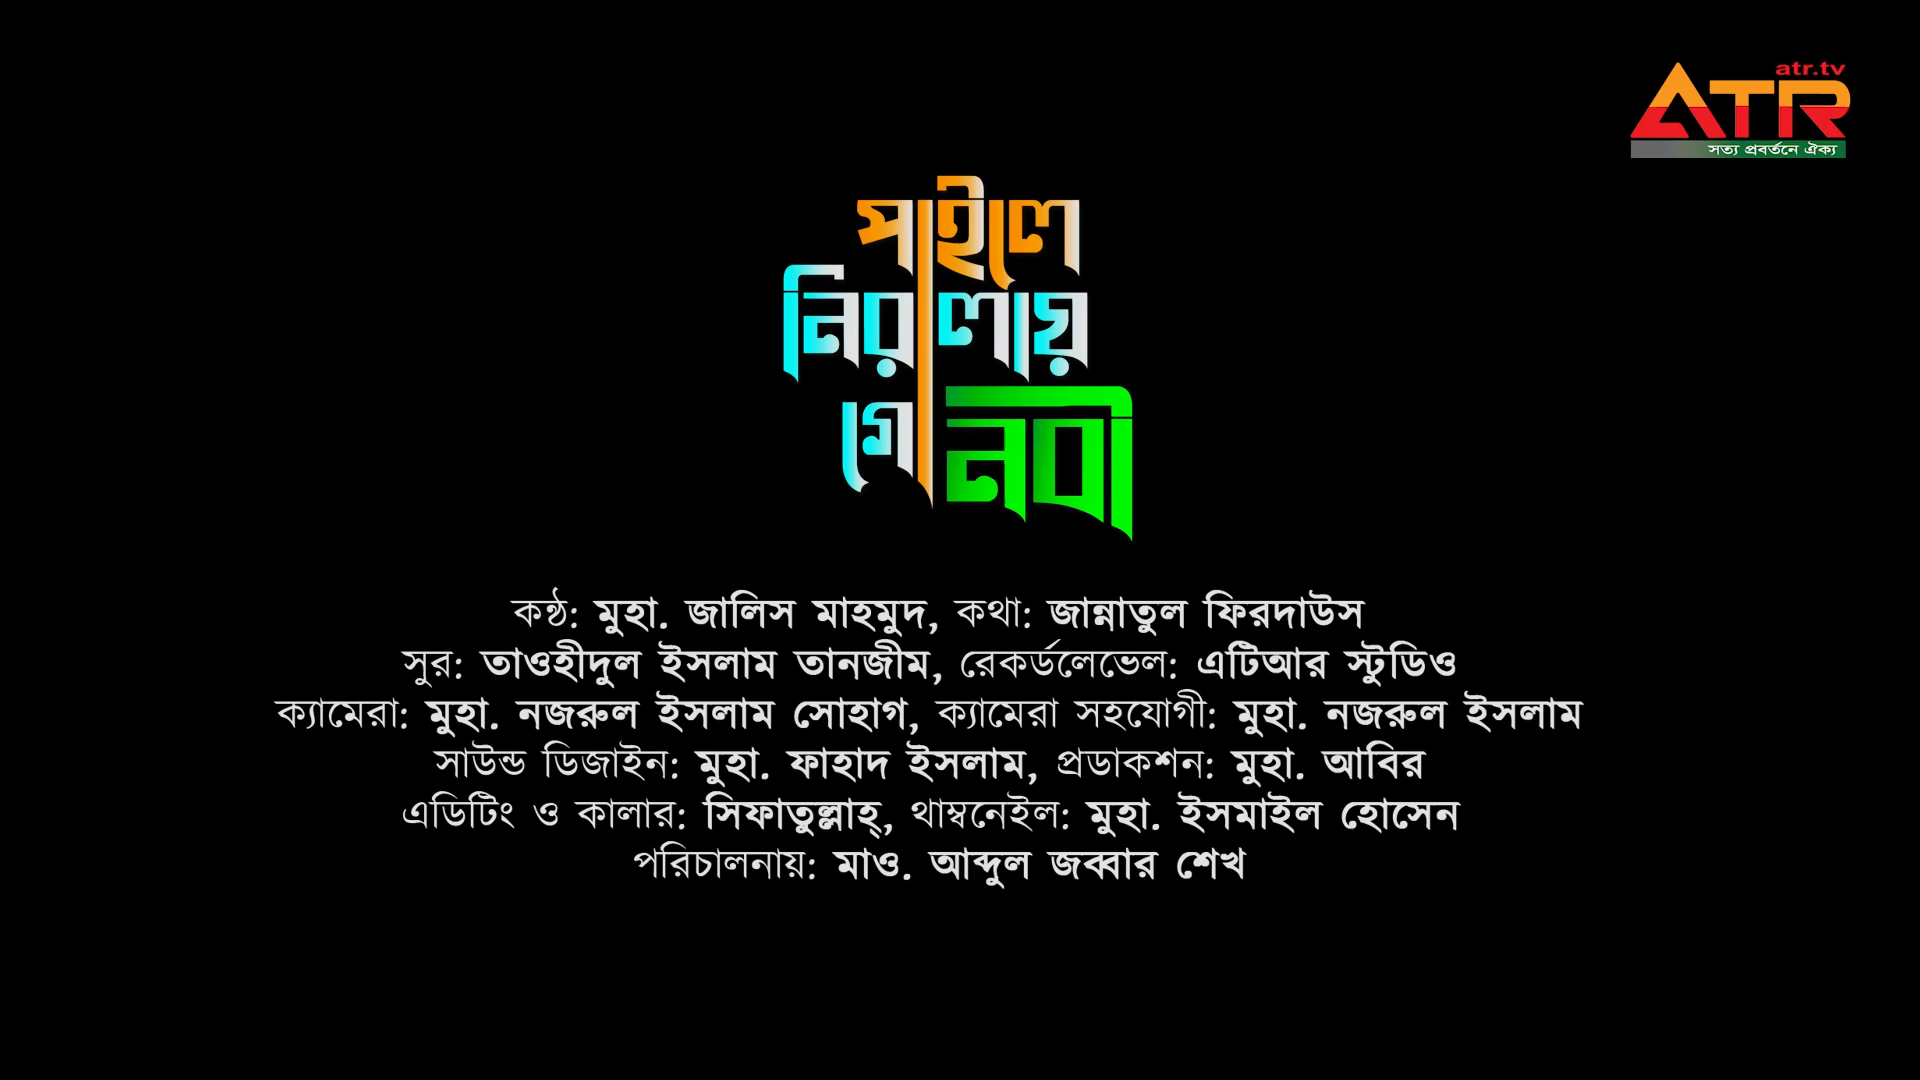 atr.tv
ATR
সত্য প্রবর্তনে ঐক্য
পাইলে
নিরালায়
গো নবী
কন্ঠ: মুহা. জালিস মাহমুদ, কথা: জান্নাতুল ফিরদাউস
সুর: তাওহীদুল ইসলাম তানজীম, রেকর্ডলেভেল: এটিআর স্টুডিও
ক্যামেরা: মুহা. নজরুল ইসলাম সোহাগ, ক্যামেরা সহযোগী: মুহা. নজরুল ইসলাম
সাউন্ড ডিজাইন: মুহা. ফাহাদ ইসলাম, প্রডাকশন: মুহা. আবির
এডিটিং ও কালার: সিফাতুল্লাহ্, থাম্বনেইল: মুহা. ইসমাইল হোসেন
পরিচালনায়: মাও. আব্দুল জব্বার শেখ